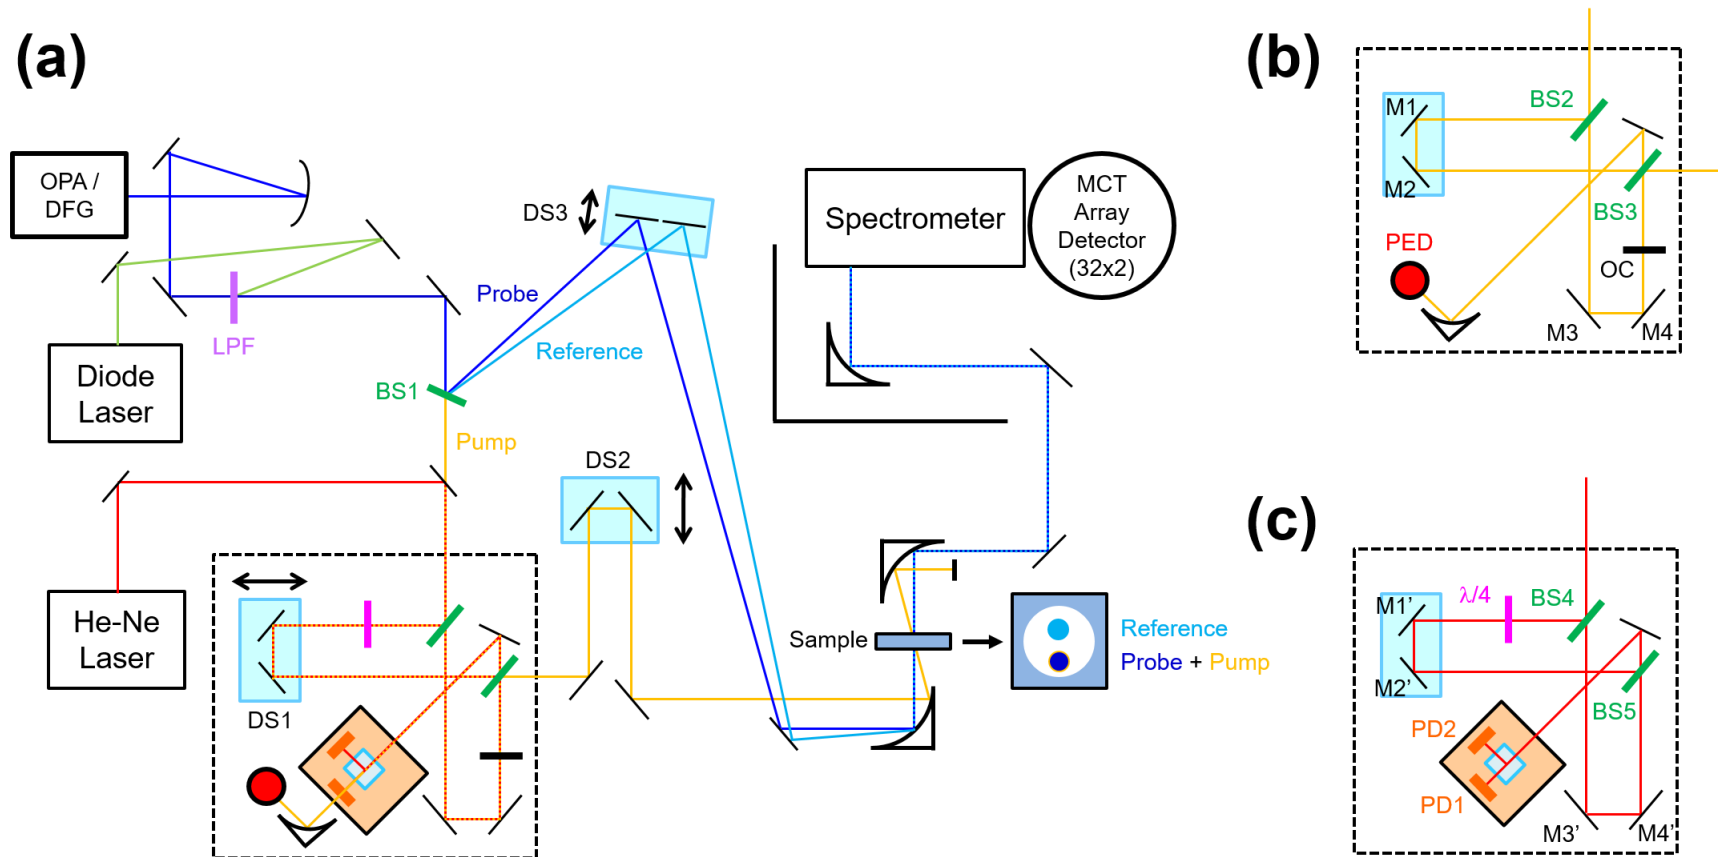 (a)
OPA /
DFG
LPF
Diode
Laser
He-Ne
Laser
BS1
Pump
Probe
Reference
DS3
DS2
DS1
Spectrometer
MCT
Array
Detector
(32x2)
Sample
Reference
Probe + Pump
(b)
M1
M2
BS2
BS3
PED
OC
M3
M4
(c)
M1’
M2’
λ/4
BS4
BS5
PD2
PD1
M3’
M4’